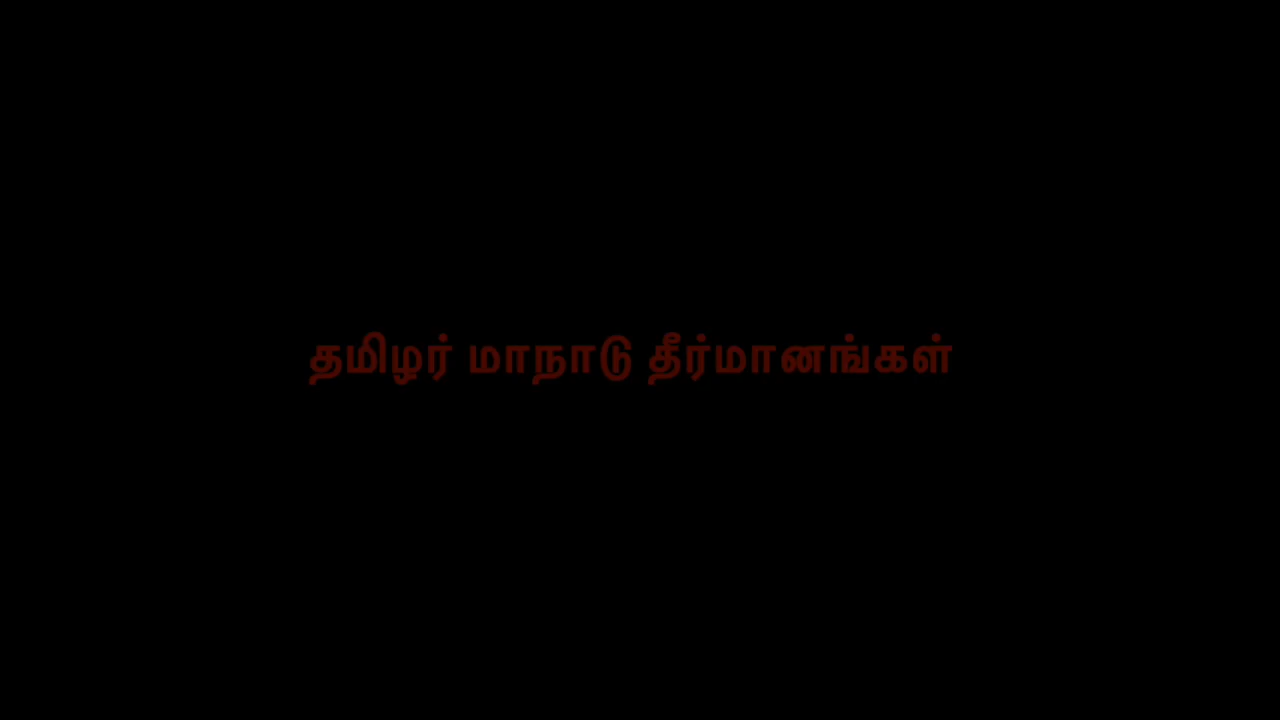 தமிழர் மாநாடு தீர்மானங்கள்